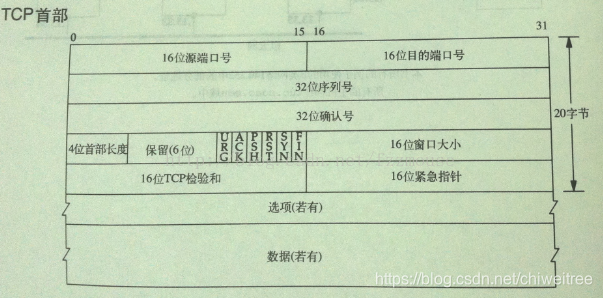 TCP首部
0 15 16 31
16位源端口号 16位目的端口号
32位序列号
32位确认号
20字节
4位首部长度 保留(6位) URG ACK PSH RST SYN FIN 16位窗口大小
16位TCP检验和 16位紧急指针
选项(若有)
数据(若有)
https://blog.csdn.net/chiweitree